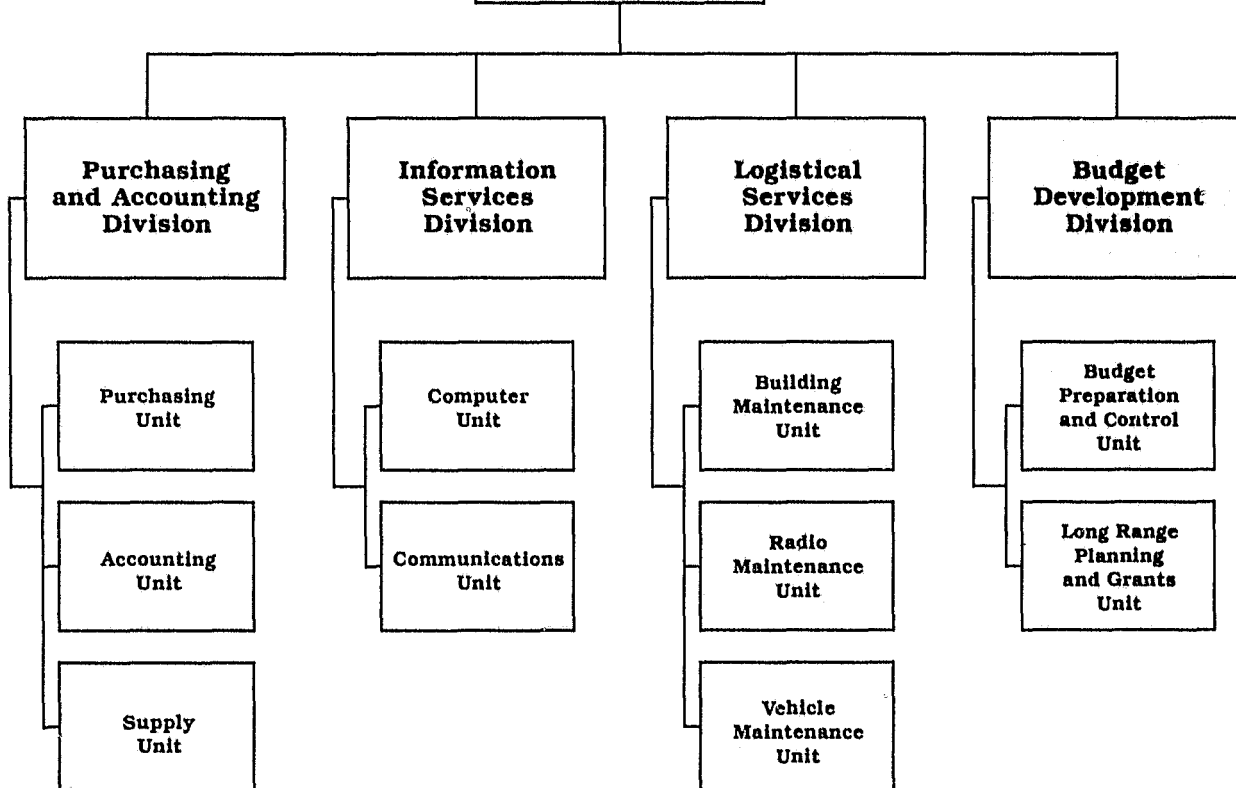 Purchasing
and Accounting
Division
Information
Services
Division
Logistical
Services
Division
Budget
Development
Division
Purchasing
Unit
Computer
Unit
Building
Maintenance
Unit
Budget
Preparation
and Control
Unit
Accounting
Unit
Communications
Unit
Radio
Maintenance
Unit
Long Range
Planning
and Grants
Unit
Supply
Unit
Vehicle
Maintenance
Unit